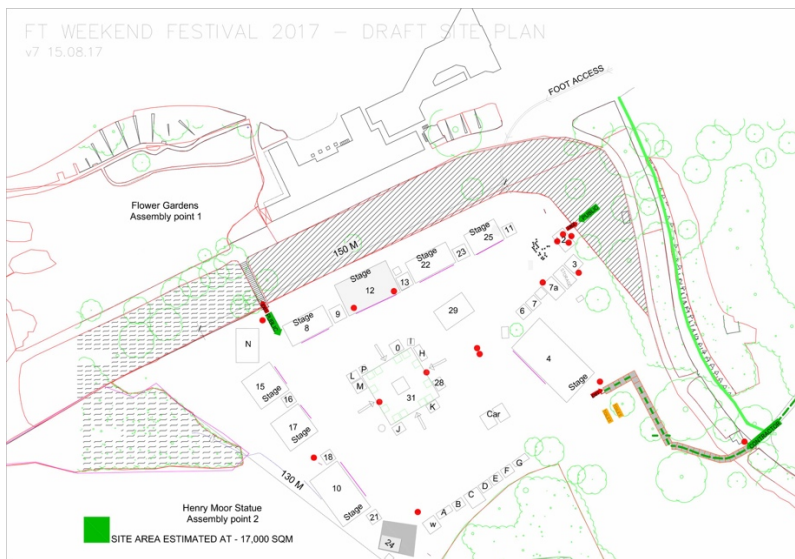 FT WEEKEND FESTIVAL 2017 – DRAFT SITE PLAN
v7 15.08.17
FOOT ACCESS
Flower Gardens
Assembly point 1
150 M
Stage
25
11
2
Stage
22
23
3
Stage
12
13
7a
7
6
9
Stage
8
29
N
O
I
H
P
L
M
28
31
K
J
4
Stage
15
Stage
16
17
Stage
Car
18
130 M
10
Stage
21
24
w
A
B
C
D
E
F
G
Henry Moor Statue
Assembly point 2
SITE AREA ESTIMATED AT - 17,000 SQM